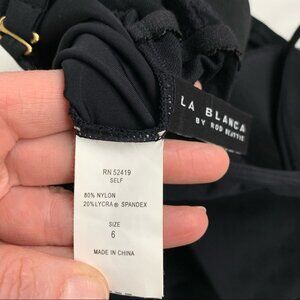 LA BLANCA
BY ROD BEATTIE
RN 52419
SELF
80% NYLON
20% LYCRA ® SPANDEX
SIZE
6
MADE IN CHINA